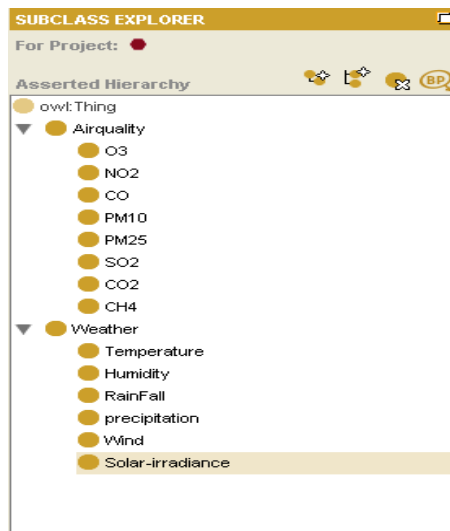 SUBCLASS EXPLORER
For Project:
Asserted Hierarchy
BP
owl:Thing
Airquality
O3
NO2
CO
PM10
PM25
SO2
CO2
CH4
Weather
Temperature
Humidity
RainFall
precipitation
Wind
Solar-irradiance